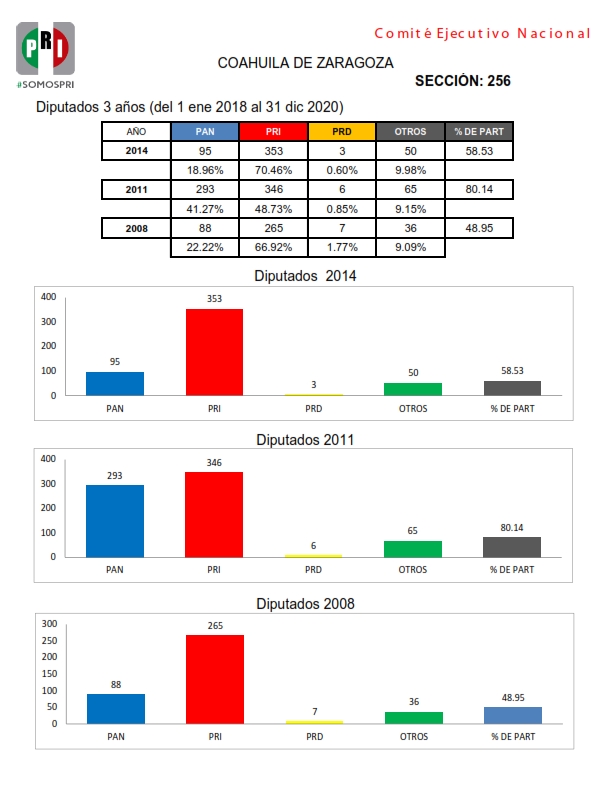 PRI
#SOMOSPRI
Comité Ejecutivo Nacional
COAHUILA DE ZARAGOZA
SECCIÓN: 256
Diputados 3 años (del 1 ene 2018 al 31 dic 2020)
AÑO PAN PRI PRD OTROS % DE PART
2014 95 353 3 50 58.53
18.96% 70.46% 0.60% 9.98%
2011 293 346 6 65 80.14
41.27% 48.73% 0.85% 9.15%
2008 88 265 7 36 48.95
22.22% 66.92% 1.77% 9.09%
Diputados 2014
400
300
200
100
0
95 353 3 50 58.53
PAN PRI PRD OTROS % DE PART
Diputados 2011
400
300
200
100
0
293 346 6 65 80.14
PAN PRI PRD OTROS % DE PART
Diputados 2008
300
250
200
150
100
50
0
88 265 7 36 48.95
PAN PRI PRD OTROS % DE PART